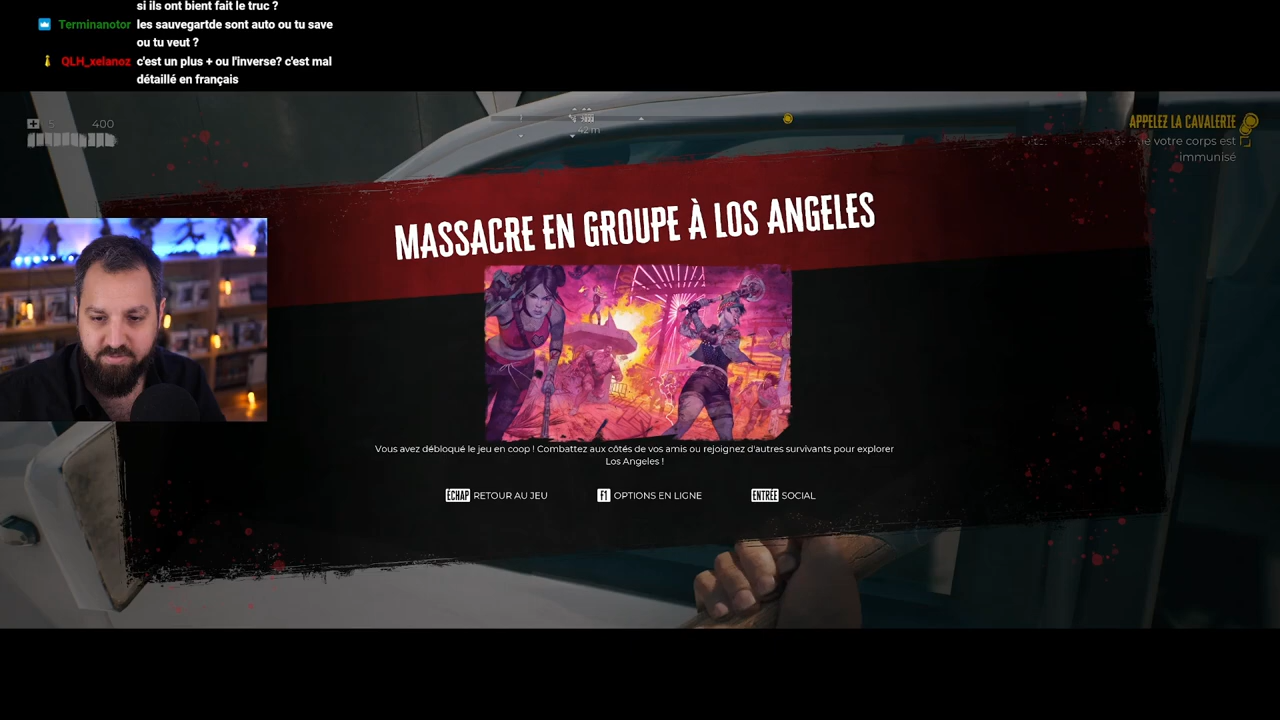 si ils ont bient fait le truc ?
Terminanotor les sauvegartde sont auto ou tu save
ou tu veut ?
QLH_xelanoz c'est un plus + ou l'inverse? c'est mal
détaillé en français
5 400
42 m
APPELEZ LA CAVALERIE
votre corps est
immunisé
MASSACRE EN GROUPE À LOS ANGELES
Vous avez débloqué le jeu en coop ! Combattez aux côtés de vos amis ou rejoignez d'autres survivants pour explorer
Los Angeles !
ÉCHAP RETOUR AU JEU f1 OPTIONS EN LIGNE ENTRÉE SOCIAL